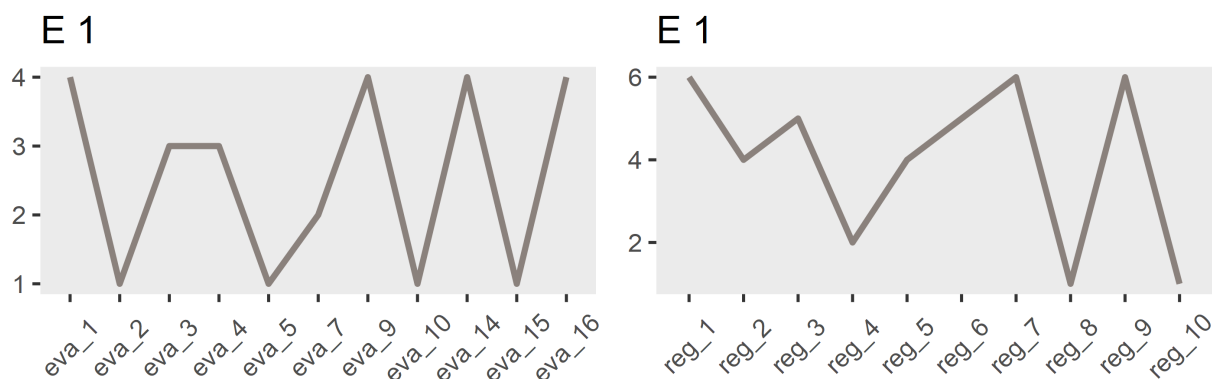 E 1
4
3
2
1
eva_1 eva_2 eva_3 eva_4 eva_5 eva_7 eva_9 eva_10 eva_14 eva_15 eva_16
E 1
6
4
2
reg_1 reg_2 reg_3 reg_4 reg_5 reg_6 reg_7 reg_8 reg_9 reg_10